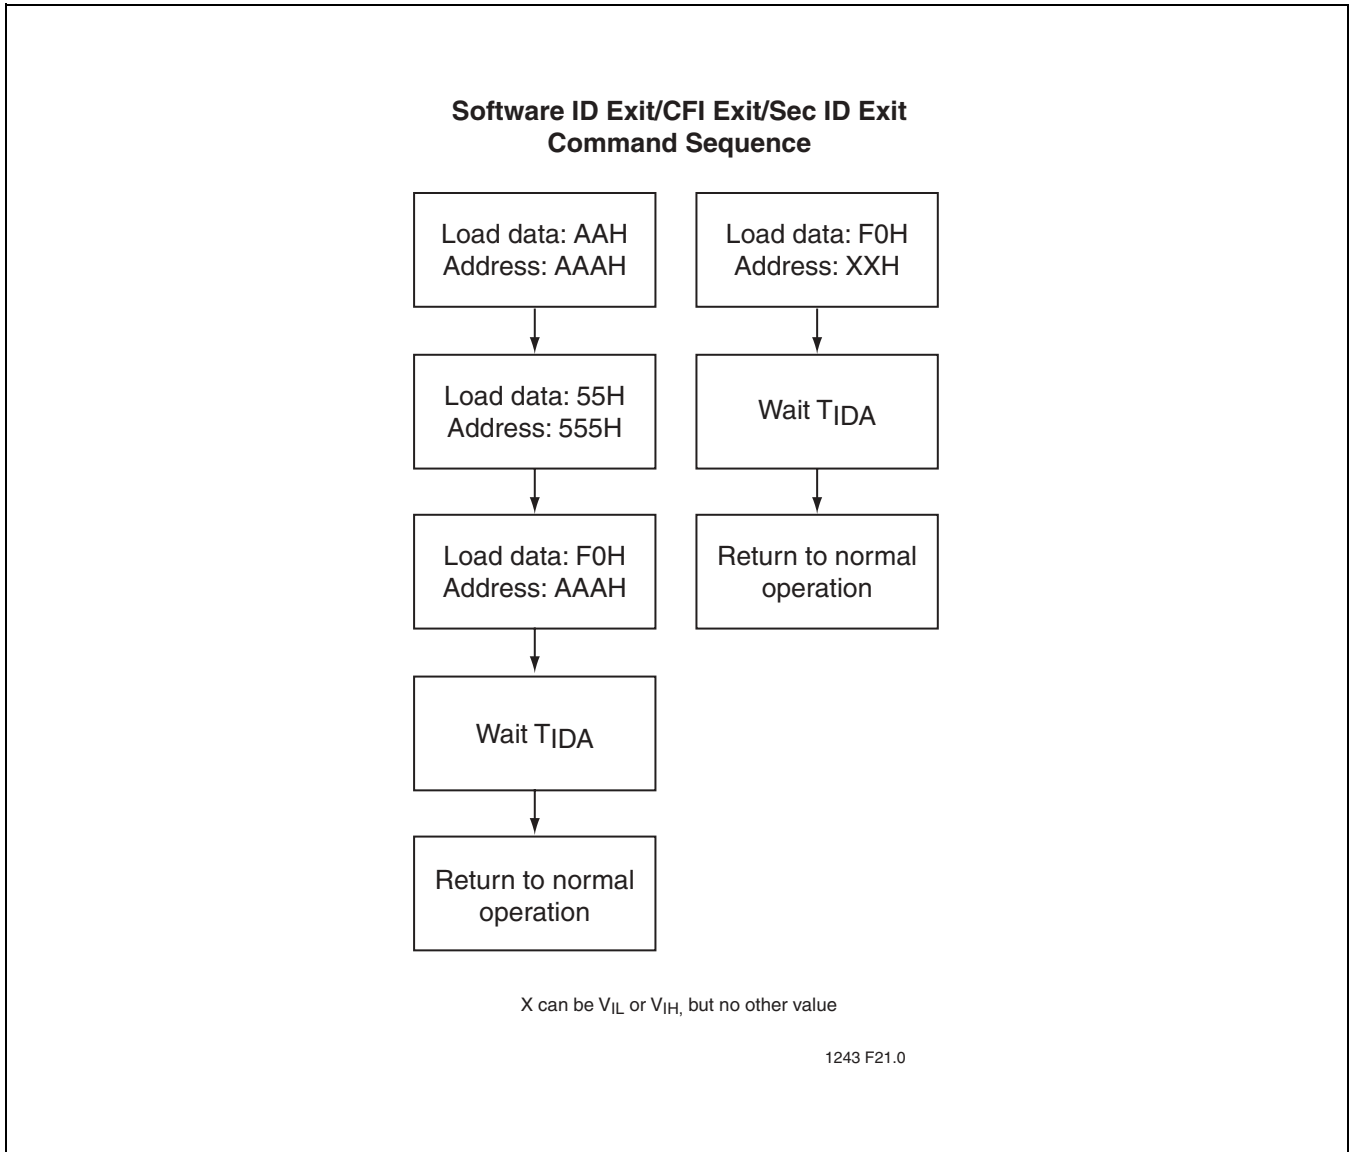 Software ID Exit/CFI Exit/Sec ID Exit
Command Sequence
Load data: AAH
Address: AAAH
Load data: 55H
Address: 555H
Load data: F0H
Address: AAAH
Wait TIDA
Return to normal
operation
Load data: F0H
Address: XXH
Wait TIDA
Return to normal
operation
X can be VIL or VIH, but no other value
1243 F21.0